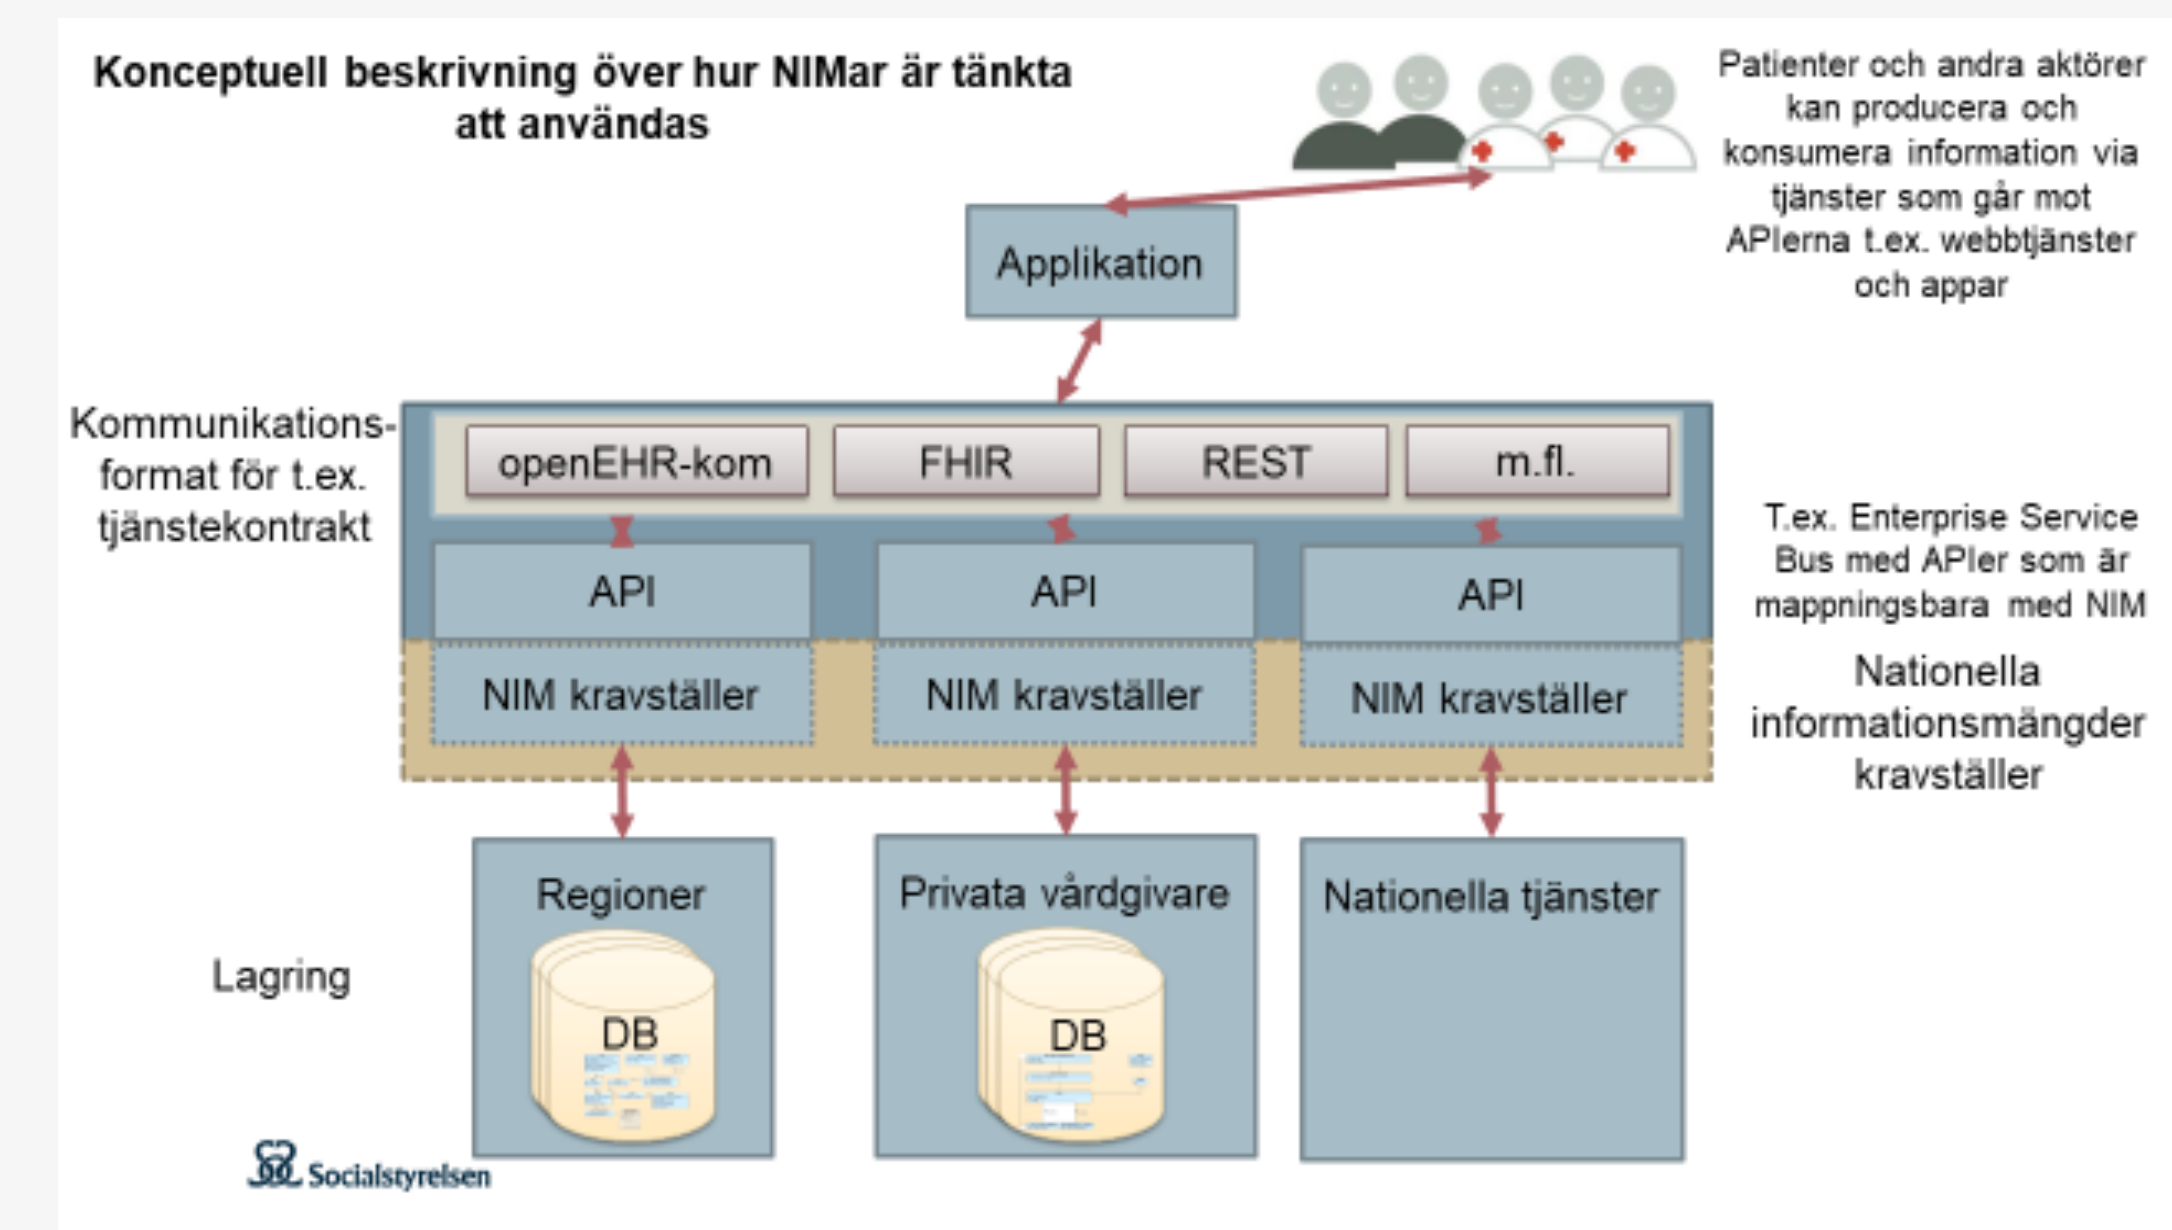 Konceptuell beskrivning över hur NIMar är tänkta
att användas
Patienter och andra aktörer
kan producera och
konsumera information via
tjänster som går mot
APIerna t.ex. webbtjänster
och appar
Applikation
Kommunikations-
format för t.ex.
tjänstekontrakt
openEHR-kom
FHIR
REST
m.fl.
T.ex. Enterprise Service
Bus med APIer som är
mappningsbara med NIM
API
API
API
NIM kravställer
NIM kravställer
NIM kravställer
Nationella
informationsmängder
kravställer
Lagring
Regioner
DB
Privata vårdgivare
DB
Nationella tjänster
Socialstyrelsen